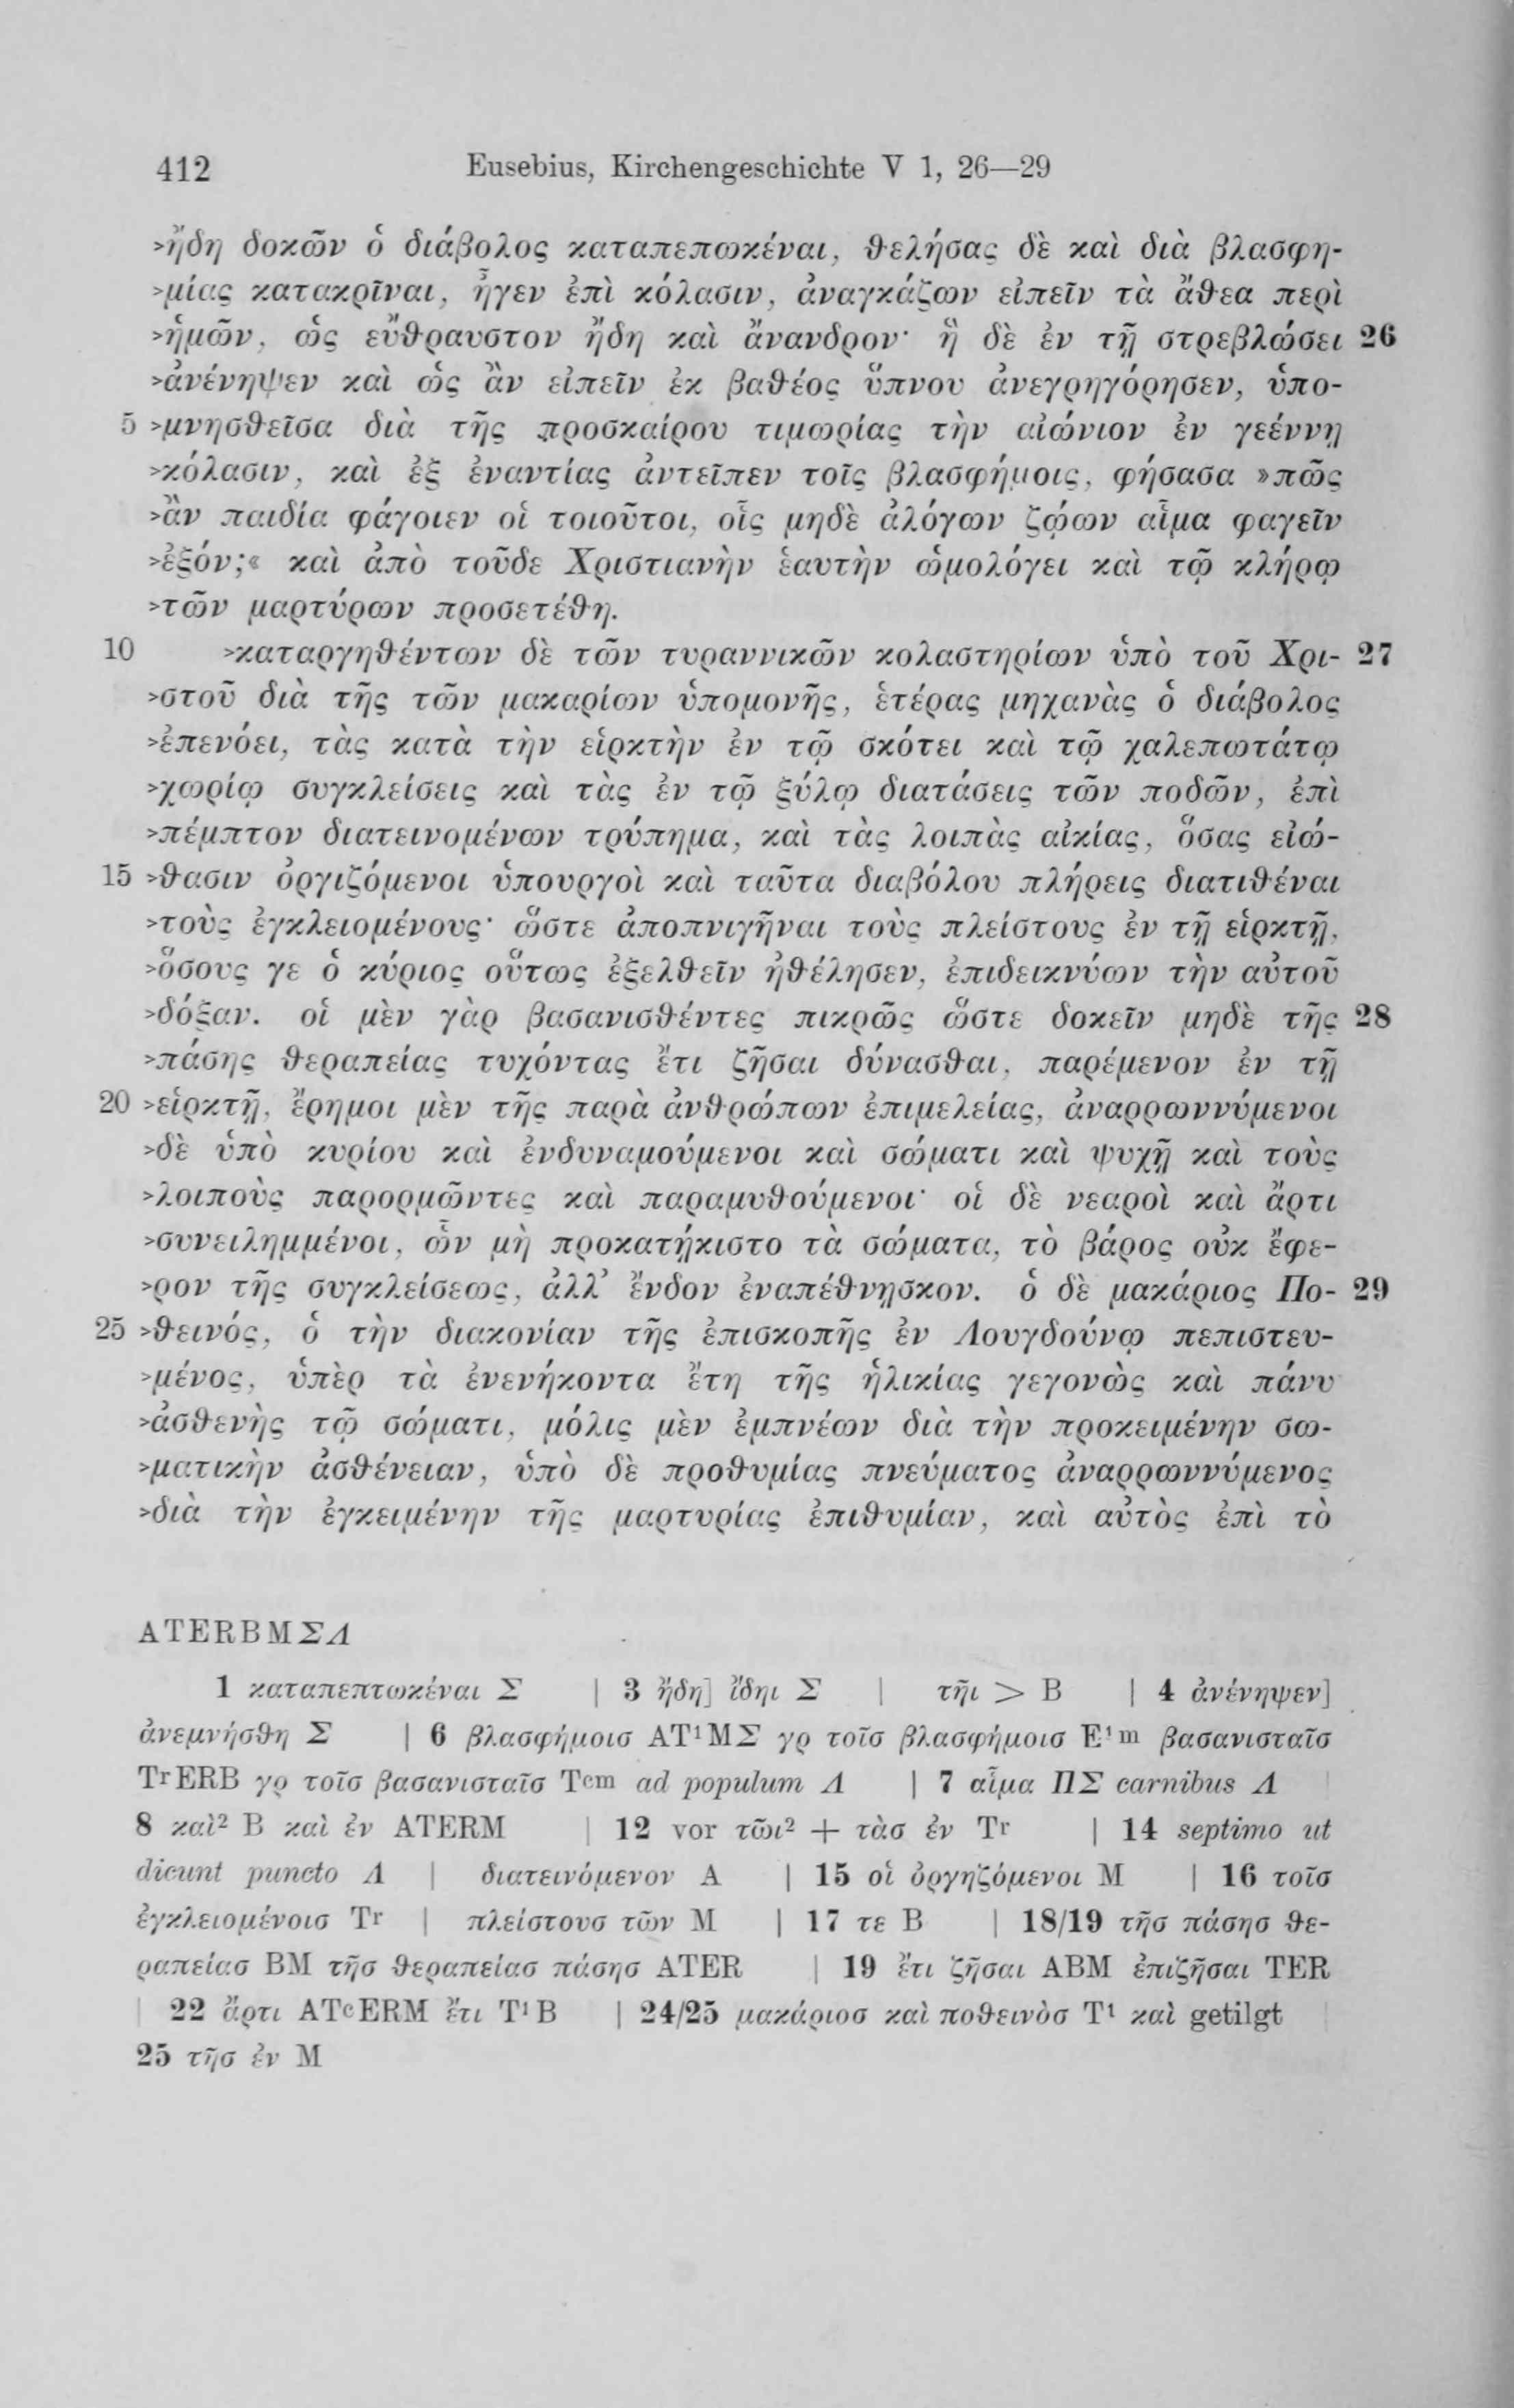 412 Eusebius, Kirchengeschichte V 1, 26—29
>ἤδη δοκῶν ὁ διάβολος καταπεπωκέναι, θελήσας δὲ καὶ διὰ βλασφη-
>μίας κατακρῖναι, ἦγεν ἐπὶ κόλασιν, ἀναγκάζων εἰπεῖν τὰ ἄθεα περὶ
>ἡμῶν, ὡς εὔθραυστον ἤδη καὶ ἄνανδρον· ἣ δὲ ἐν τῇ στρεβλώσει 26
>ἀνένηψεν καὶ ὡς ἂν εἰπεῖν ἐκ βαθέος ὕπνου ἀνεγρηγόρησεν, ὑπο-
5 >μνησθεῖσα διὰ τῆς προσκαίρου τιμωρίας τὴν αἰώνιον ἐν γεέννῃ
>κόλασιν, καὶ ἐξ ἐναντίας ἀντεῖπεν τοῖς βλασφήμοις, φήσασα »πῶς
>ἂν παιδία φάγοιεν οἱ τοιοῦτοι, οἷς μηδὲ ἀλόγων ζῴων αἷμα φαγεῖν
>ἐξόν;« καὶ ἀπὸ τοῦδε Χριστιανὴν ἑαυτὴν ὡμολόγει καὶ τῷ κλήρῳ
>τῶν μαρτύρων προσετέθη.
10 >καταργηθέντων δὲ τῶν τυραννικῶν κολαστηρίων ὑπὸ τοῦ Χρι- 27
>στοῦ διὰ τῆς τῶν μακαρίων ὑπομονῆς, ἑτέρας μηχανὰς ὁ διάβολος
>ἐπενόει, τὰς κατὰ τὴν εἱρκτὴν ἐν τῷ σκότει καὶ τῷ χαλεπωτάτῳ
>χωρίῳ συγκλείσεις καὶ τὰς ἐν τῷ ξύλῳ διατάσεις τῶν ποδῶν, ἐπὶ
>πέμπτον διατεινομένων τρύπημα, καὶ τὰς λοιπὰς αἰκίας, ὅσας εἰώ-
15 >θασιν ὀργιζόμενοι ὑπουργοὶ καὶ ταῦτα διαβόλου πλήρεις διατιθέναι
>τοὺς ἐγκλειομένους· ὥστε ἀποπνιγῆναι τοὺς πλείστους ἐν τῇ εἱρκτῇ,
>ὅσους γε ὁ κύριος οὕτως ἐξελθεῖν ἠθέλησεν, ἐπιδεικνύων τὴν αὐτοῦ
>δόξαν. οἱ μὲν γὰρ βασανισθέντες πικρῶς ὥστε δοκεῖν μηδὲ τῆς 28
>πάσης θεραπείας τυχόντας ἔτι ζῆσαι δύνασθαι, παρέμενον ἐν τῇ
20 >εἱρκτῇ, ἔρημοι μὲν τῆς παρὰ ἀνθρώπων ἐπιμελείας, ἀναρρωννύμενοι
>δὲ ὑπὸ κυρίου καὶ ἐνδυναμούμενοι καὶ σώματι καὶ ψυχῇ καὶ τοὺς
>λοιποὺς παρορμῶντες καὶ παραμυθούμενοι· οἱ δὲ νεαροὶ καὶ ἄρτι
>συνειλημμένοι, ὧν μὴ προκατῄκιστο τὰ σώματα, τὸ βάρος οὐκ ἔφε-
>ρον τῆς συγκλείσεως, ἀλλ’ ἔνδον ἐναπέθνῃσκον. ὁ δὲ μακάριος Πο- 29
25 >θεινός, ὁ τὴν διακονίαν τῆς ἐπισκοπῆς ἐν Λουγδούνῳ πεπιστευ-
>μένος, ὑπὲρ τὰ ἐνενήκοντα ἔτη τῆς ἡλικίας γεγονὼς καὶ πάνυ
>ἀσθενὴς τῷ σώματι, μόλις μὲν ἐμπνέων διὰ τὴν προκειμένην σω-
>ματικὴν ἀσθένειαν, ὑπὸ δὲ προθυμίας πνεύματος ἀναρρωννύμενος
>διὰ τὴν ἐγκειμένην τῆς μαρτυρίας ἐπιθυμίαν, καὶ αὐτὸς ἐπὶ τὸ
ATERBMΣΛ
1 καταπεπτωκέναι Σ | 3 ἤδη] ἴδηι Σ | τῆι > B | 4 ἀνένηψεν]
ἀνεμνήσθη Σ | 6 βλασφήμοισ AT¹MΣ γρ τοῖσ βλασφήμοισ E¹m βασανισταῖσ
TrERB γρ τοῖσ βασανισταῖσ Tcm ad populum Λ | 7 αἷμα ΠΣ carnibus Λ
8 καὶ² B καὶ ἐν ATERM | 12 vor τῶι² + τὰσ ἐν Tr | 14 septimo ut
dicunt puncto Λ | διατεινόμενον A | 15 οἱ ὀργηζόμενοι M | 16 τοῖσ
ἐγκλειομένοισ Tr | πλείστουσ τῶν M | 17 τε B | 18/19 τῆσ πάσησ θε-
ραπείασ BM τῆσ θεραπείασ πάσησ ATER | 19 ἔτι ζῆσαι ABM ἐπιζῆσαι TER
| 22 ἄρτι ATcERM ἔτι T¹B | 24/25 μακάριοσ καὶ ποθεινὸσ T¹ καὶ getilgt
25 τῆσ ἐν M